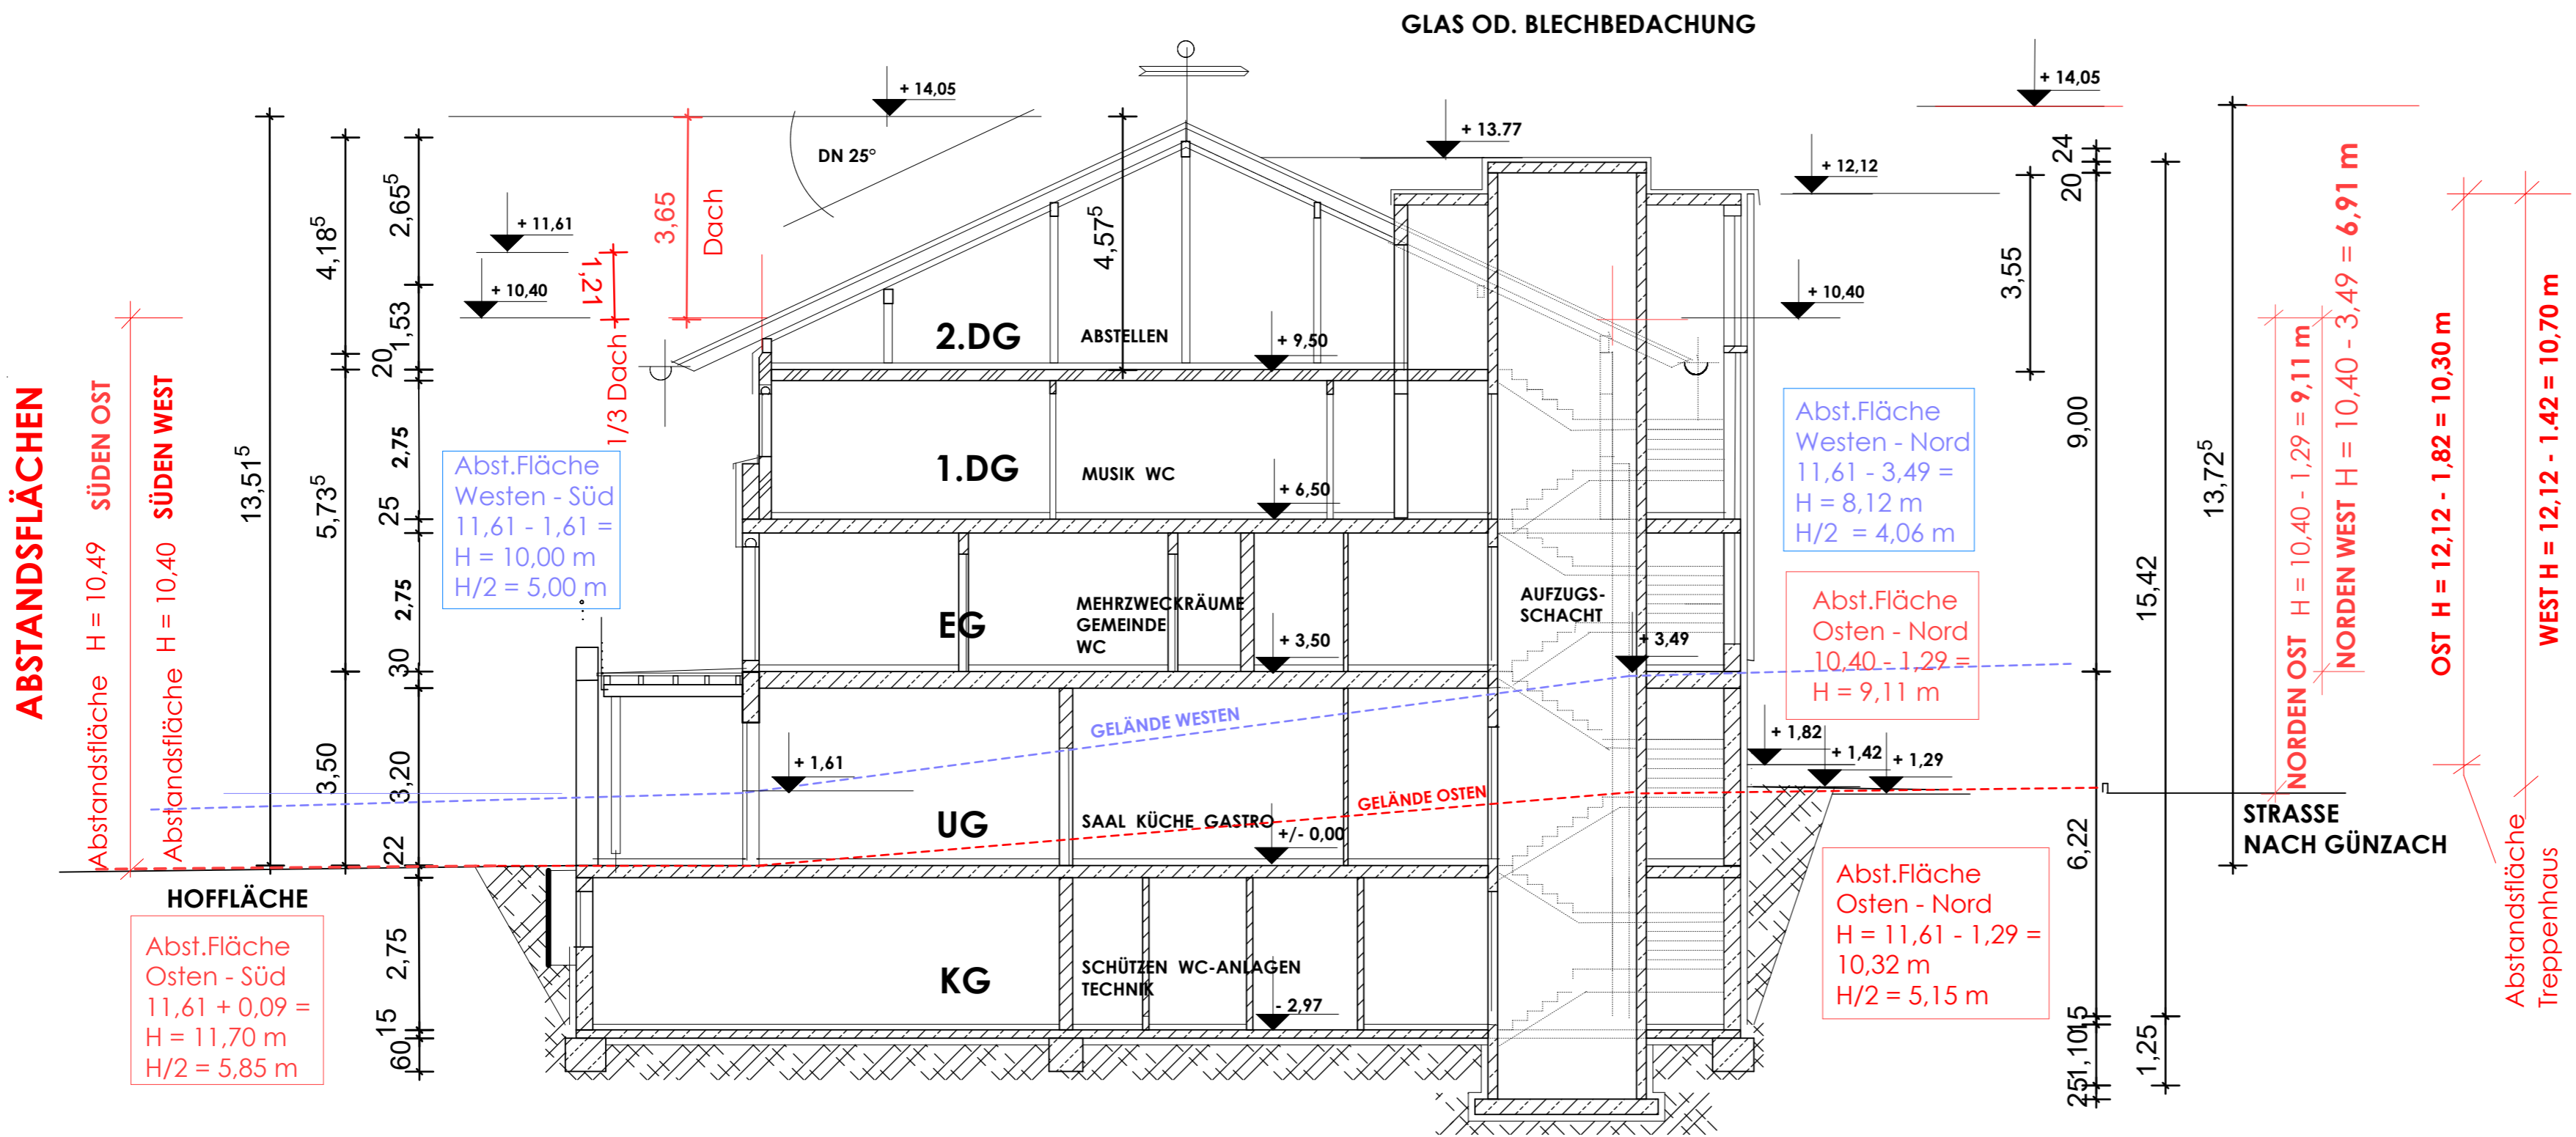 GLAS OD. BLECHBEDACHUNG
+ 14,05
+ 14,05
+ 13.77
+ 12,12
DN 25°
+ 11,61
+ 10,40
+ 10,40
3,65
Dach
1,21
1/3 Dach
4,57⁵
2.DG
ABSTELLEN
+ 9,50
1.DG
MUSIK WC
+ 6,50
EG
MEHRZWECKRÄUME
GEMEINDE
WC
+ 3,50
AUFZUGS-
SCHACHT
+ 3,49
GELÄNDE WESTEN
+ 1,61
GELÄNDE OSTEN
UG
SAAL KÜCHE GASTRO
+/- 0,00
+ 1,82
+ 1,42
+ 1,29
KG
SCHÜTZEN WC-ANLAGEN
TECHNIK
- 2,97
STRASSE
NACH GÜNZACH
HOFFLÄCHE
ABSTANDSFLÄCHEN
Abstandsfläche H = 10,49 SÜDEN OST
Abstandsfläche H = 10,40 SÜDEN WEST
13,51⁵
4,18⁵
5,73⁵
3,50
2,65⁵
1,53
20
2,75
25
2,75
30
3,20
22
2,75
15
60
Abst.Fläche
Westen - Süd
11,61 - 1,61 =
H = 10,00 m
H/2 = 5,00 m
Abst.Fläche
Osten - Süd
11,61 + 0,09 =
H = 11,70 m
H/2 = 5,85 m
Abst.Fläche
Westen - Nord
11,61 - 3,49 =
H = 8,12 m
H/2 = 4,06 m
Abst.Fläche
Osten - Nord
10,40 - 1,29 =
H = 9,11 m
Abst.Fläche
Osten - Nord
H = 11,61 - 1,29 =
10,32 m
H/2 = 5,15 m
3,55
24
20
9,00
6,22
15
1,10
25
15,42
1,25
13,72⁵
NORDEN OST H = 10,40 - 1,29 = 9,11 m
NORDEN WEST H = 10,40 - 3,49 = 6,91 m
OST H = 12,12 - 1,82 = 10,30 m
WEST H = 12,12 - 1.42 = 10,70 m
Abstandsfläche
Treppenhaus